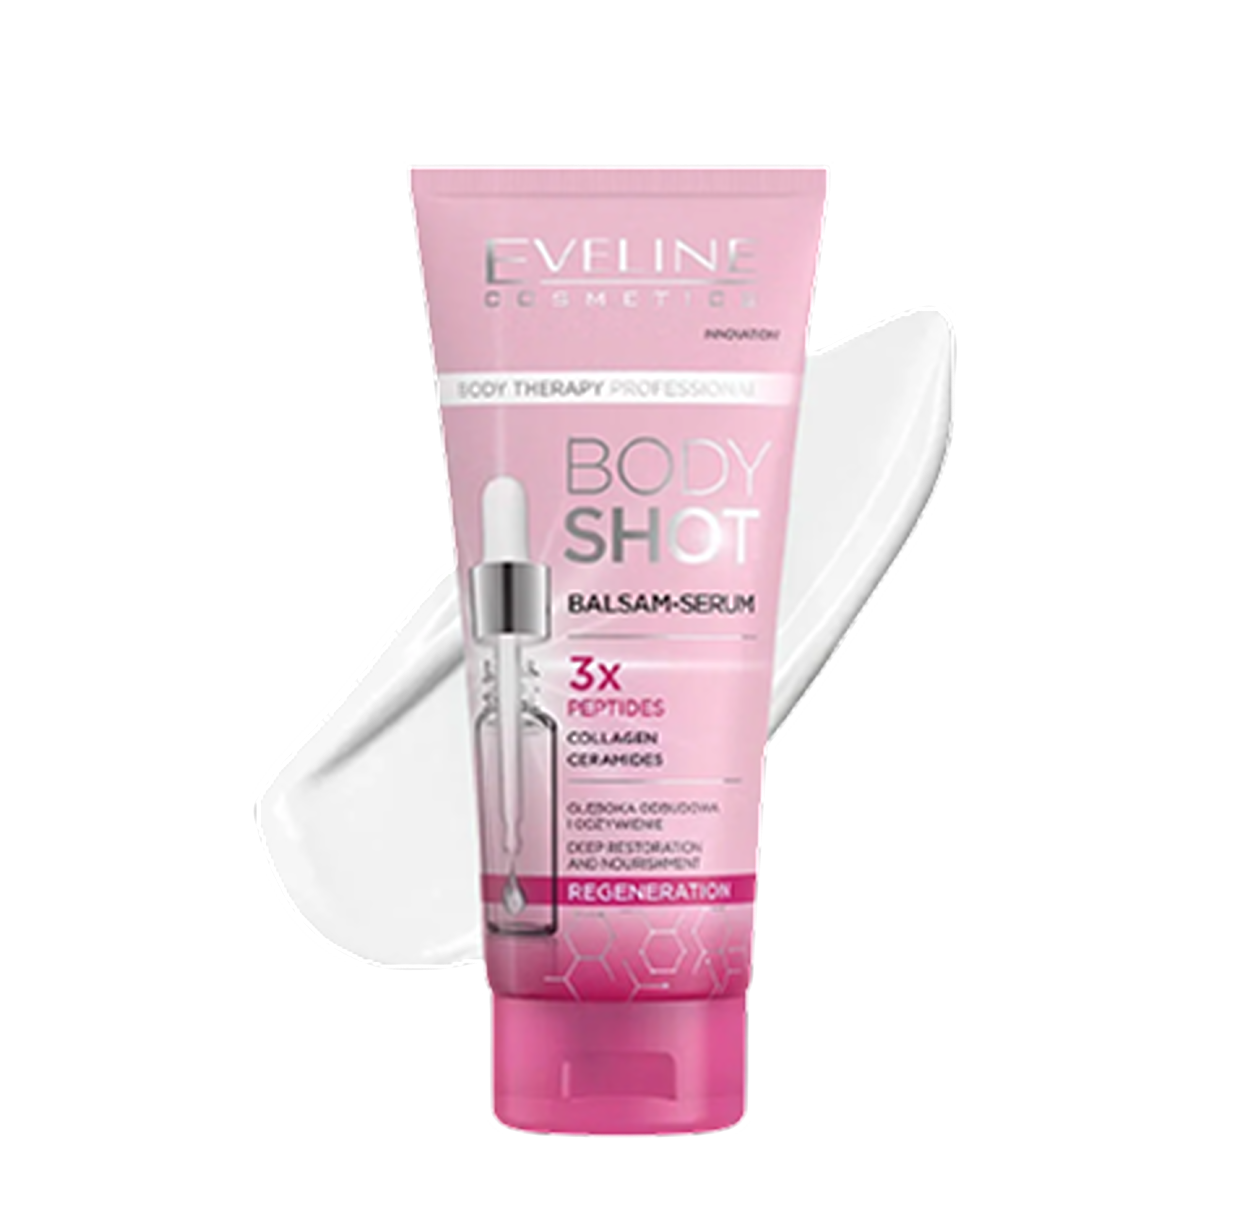 EVELINE
COSMETICS
INNOVATION
BODY THERAPY PROFESSIONAL
BODY
SHOT
BALSAM-SERUM
3x
PEPTIDES
COLLAGEN
CERAMIDES
GŁĘBOKA ODBUDOWA
I ODŻYWIENIE
DEEP RESTORATION
AND NOURISHMENT
REGENERATION